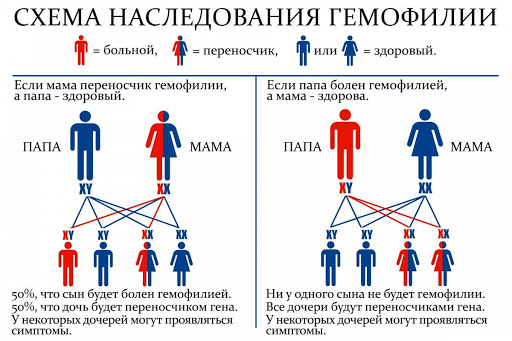 СХЕМА НАСЛЕДОВАНИЯ ГЕМОФИЛИИ
= больной, = переносчик, или = здоровый.
Если мама переносчик гемофилии,
а папа - здоровый.
ПАПА МАМА
XY XX
XY XY XX XX
50%, что сын будет болен гемофилией.
50%, что дочь будет переносчиком гена.
У некоторых дочерей могут проявляться
симптомы.
Если папа болен гемофилией,
а мама - здорова.
ПАПА МАМА
XY XX
XY XY XX XX
Ни у одного сына не будет гемофилии.
Все дочери будут переносчиками гена.
У некоторых дочерей могут проявляться
симптомы.